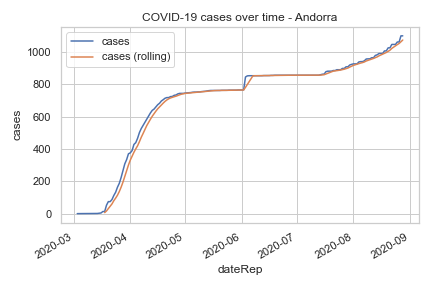 COVID-19 cases over time - Andorra
cases
cases (rolling)
1000
800
600
400
200
0
cases
2020-03
2020-04
2020-05
2020-06
2020-07
2020-08
2020-09
dateRep